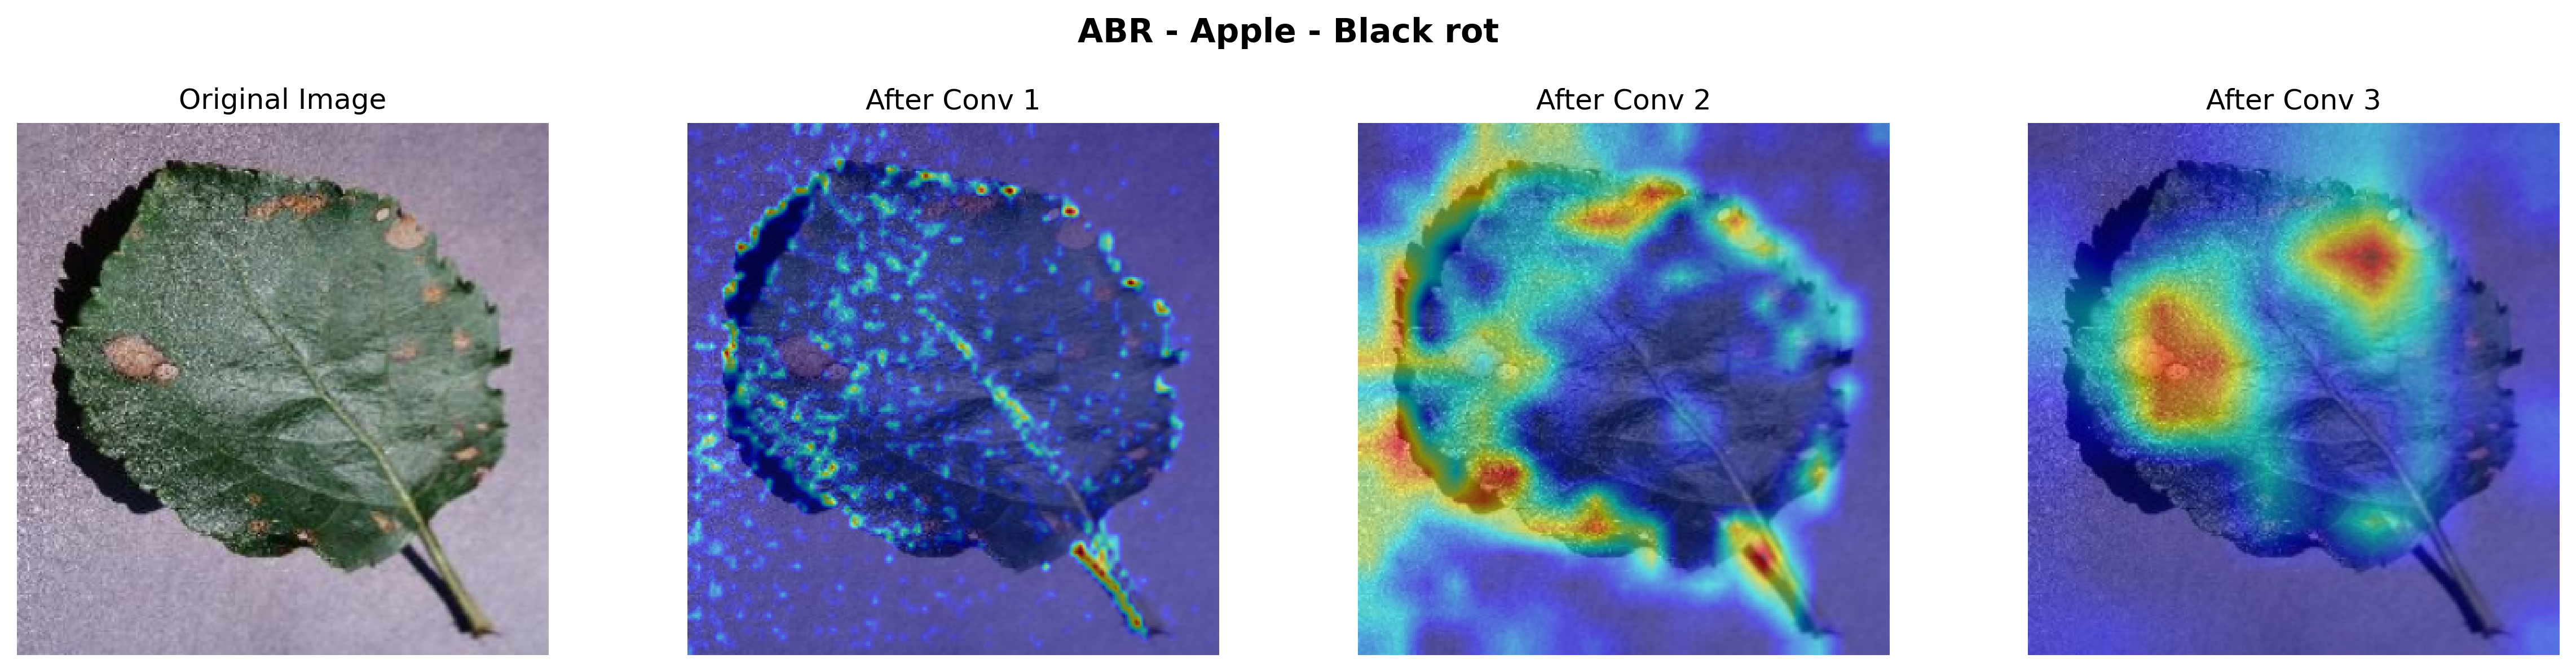 ABR - Apple - Black rot
Original Image
After Conv 1
After Conv 2
After Conv 3